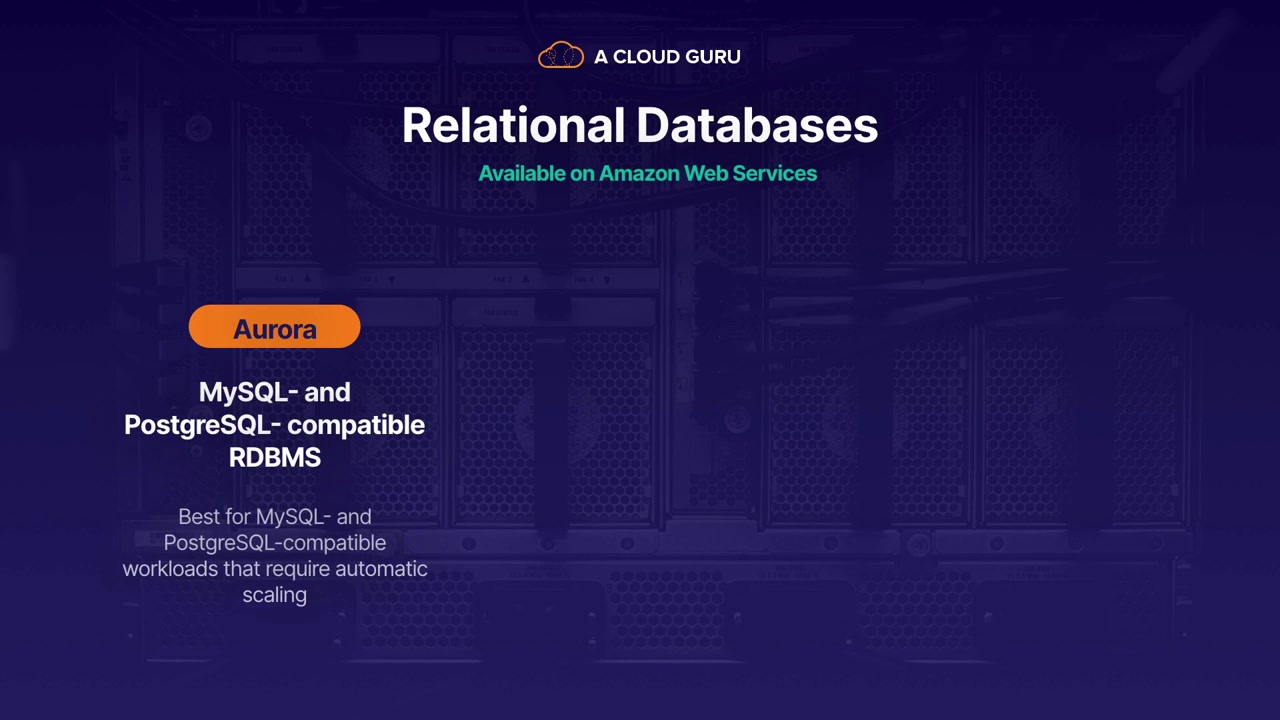 A CLOUD GURU
Relational Databases
Available on Amazon Web Services
Aurora
MySQL- and
PostgreSQL- compatible
RDBMS
Best for MySQL- and
PostgreSQL-compatible
workloads that require automatic
scaling